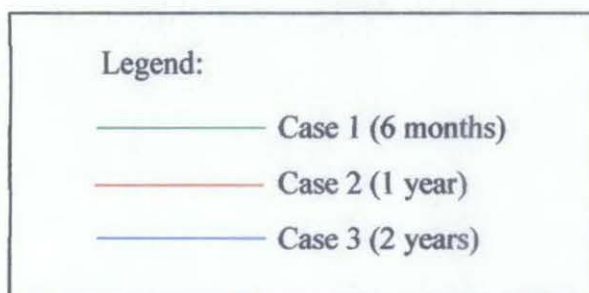 Legend:
Case 1 (6 months)
Case 2 (1 year)
Case 3 (2 years)